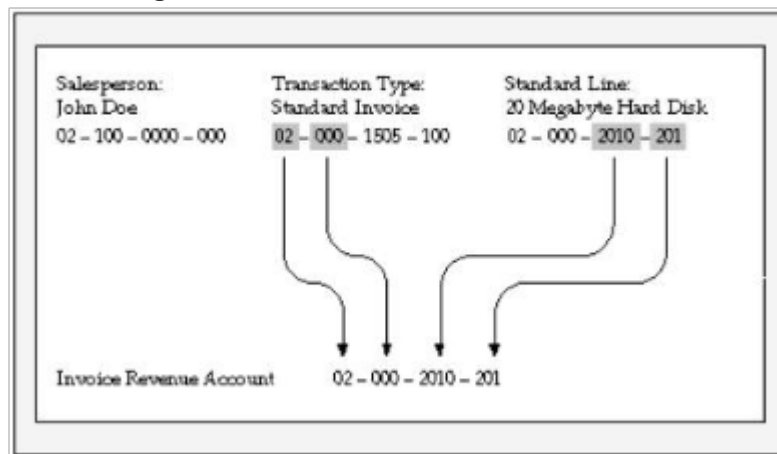 Salesperson:
John Doe
02 – 100 – 0000 – 000
Transaction Type:
Standard Invoice
02 – 000 – 1505 – 100
Standard Line:
20 Megabyte Hard Disk
02 – 000 – 2010 – 201
Invoice Revenue Account 02 – 000 – 2010 – 201